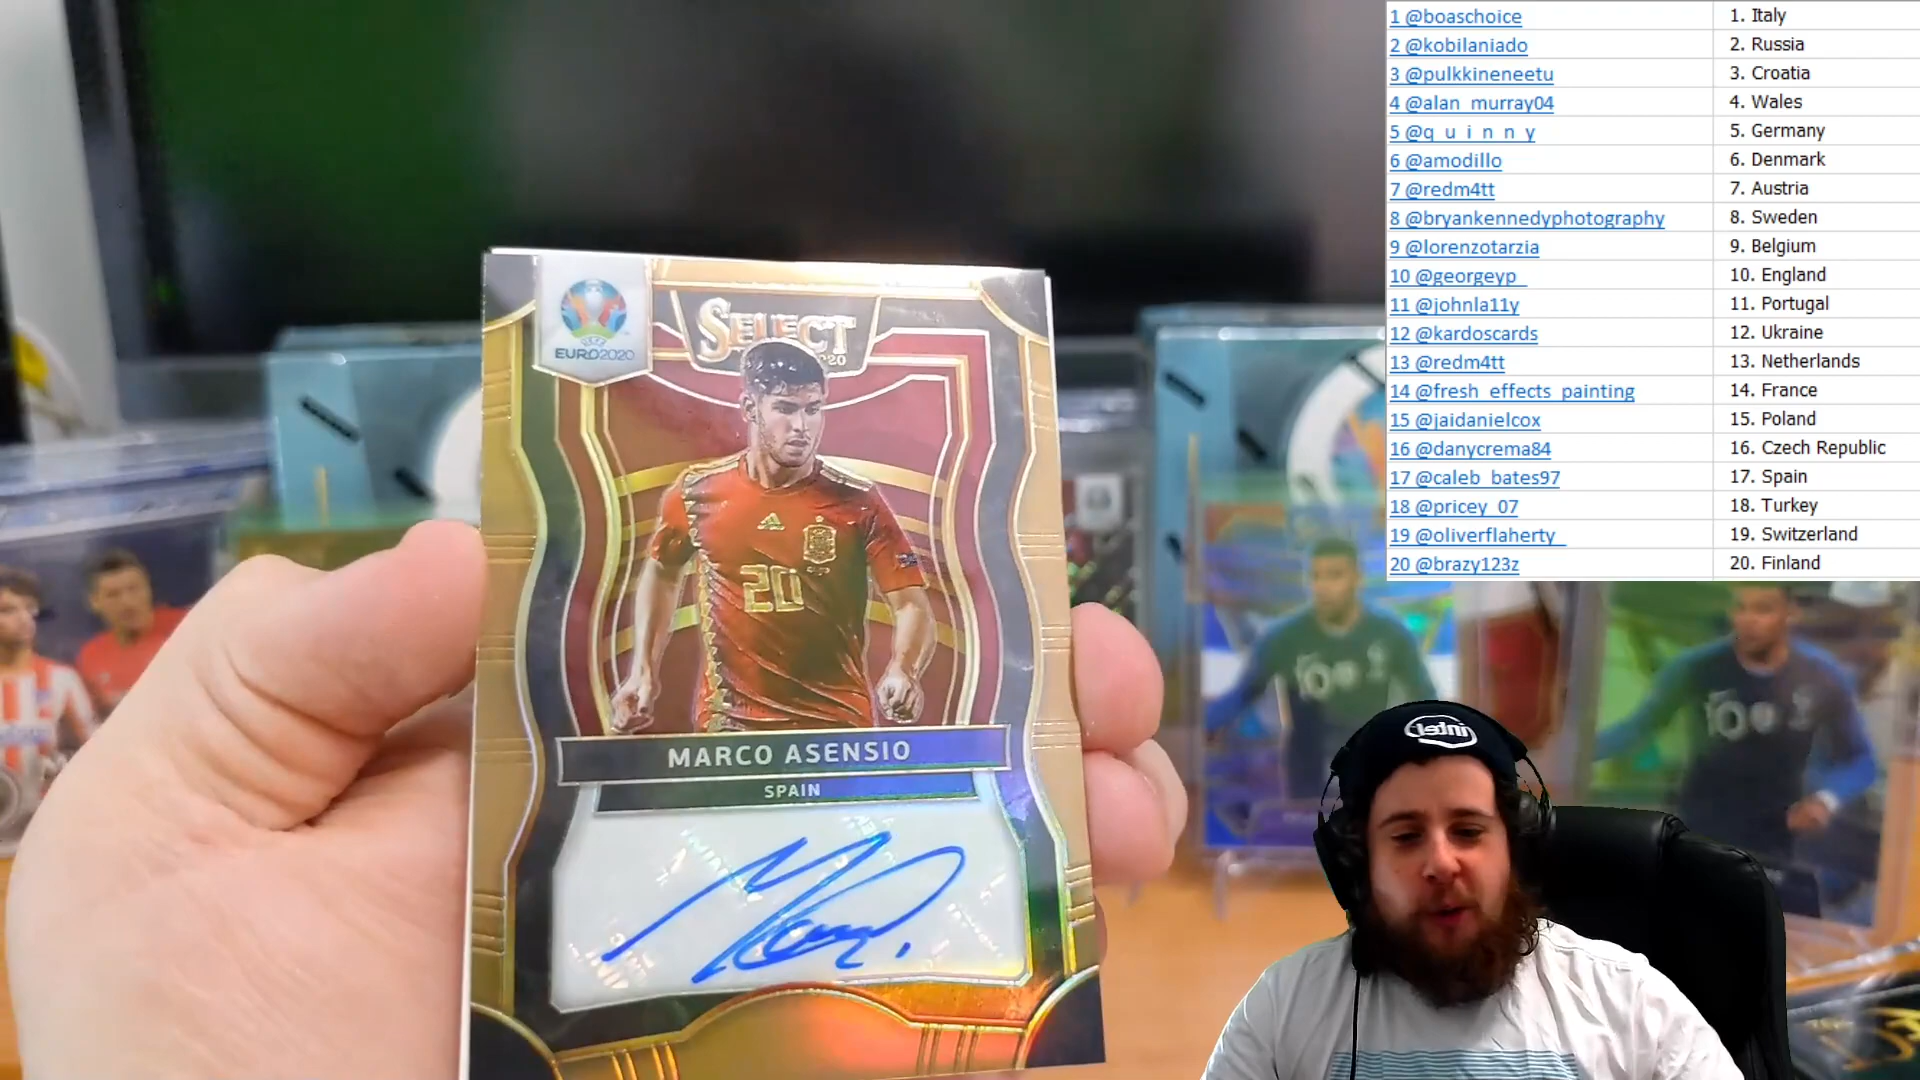 1 @boaschoice 1. Italy
2 @kobilaniado 2. Russia
3 @pulkkineneetu 3. Croatia
4 @alan_murray04 4. Wales
5 @q_u_i_n_n_y 5. Germany
6 @amodillo 6. Denmark
7 @redm4tt 7. Austria
8 @bryankennedyphotography 8. Sweden
9 @lorenzotarzia 9. Belgium
10 @georgeyp_ 10. England
11 @johnla11y 11. Portugal
12 @kardoscards 12. Ukraine
13 @redm4tt 13. Netherlands
14 @fresh_effects_painting 14. France
15 @jaidanielcox 15. Poland
16 @danycrema84 16. Czech Republic
17 @caleb_bates97 17. Spain
18 @pricey_07 18. Turkey
19 @oliverflaherty_ 19. Switzerland
20 @brazy123z 20. Finland
UEFA
EURO2020
SELECT
20
MARCO ASENSIO
SPAIN
intel